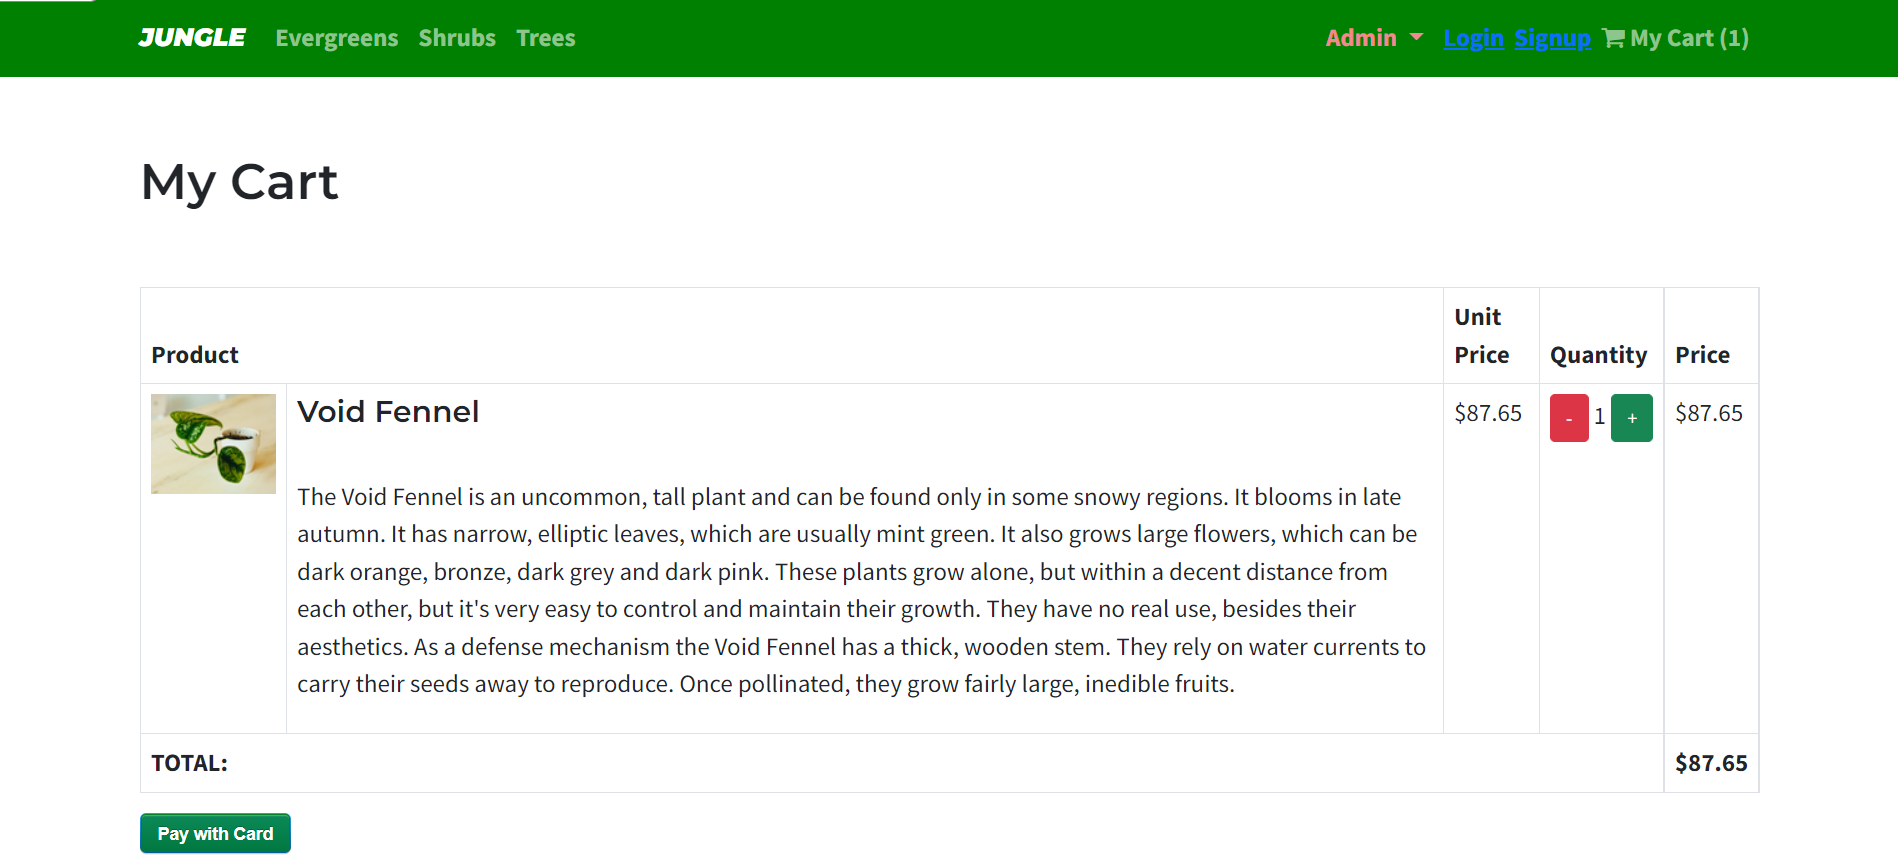 JUNGLE Evergreens Shrubs Trees Admin Login Signup My Cart (1)
My Cart
Product Unit Price Quantity Price
Void Fennel $87.65 - 1 + $87.65
The Void Fennel is an uncommon, tall plant and can be found only in some snowy regions. It blooms in late
autumn. It has narrow, elliptic leaves, which are usually mint green. It also grows large flowers, which can be
dark orange, bronze, dark grey and dark pink. These plants grow alone, but within a decent distance from
each other, but it's very easy to control and maintain their growth. They have no real use, besides their
aesthetics. As a defense mechanism the Void Fennel has a thick, wooden stem. They rely on water currents to
carry their seeds away to reproduce. Once pollinated, they grow fairly large, inedible fruits.
TOTAL: $87.65
Pay with Card